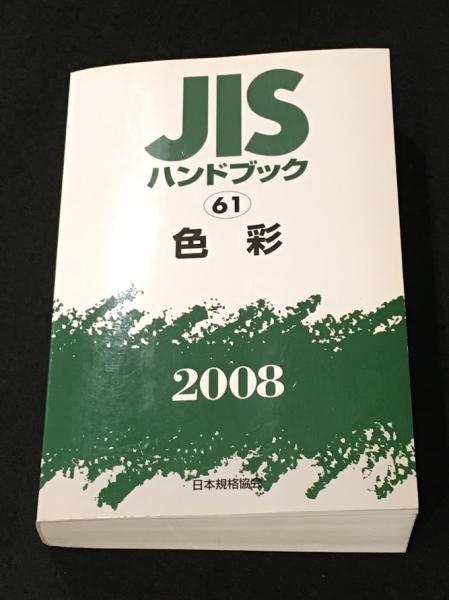 JIS
ハンドブック
61
色彩
2008
日本規格協会